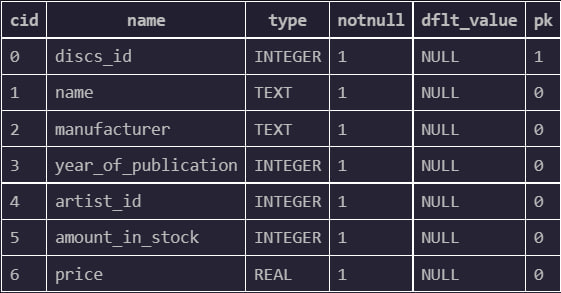 cid name type notnull dflt_value pk
0 discs_id INTEGER 1 NULL 1
1 name TEXT 1 NULL 0
2 manufacturer TEXT 1 NULL 0
3 year_of_publication INTEGER 1 NULL 0
4 artist_id INTEGER 1 NULL 0
5 amount_in_stock INTEGER 1 NULL 0
6 price REAL 1 NULL 0